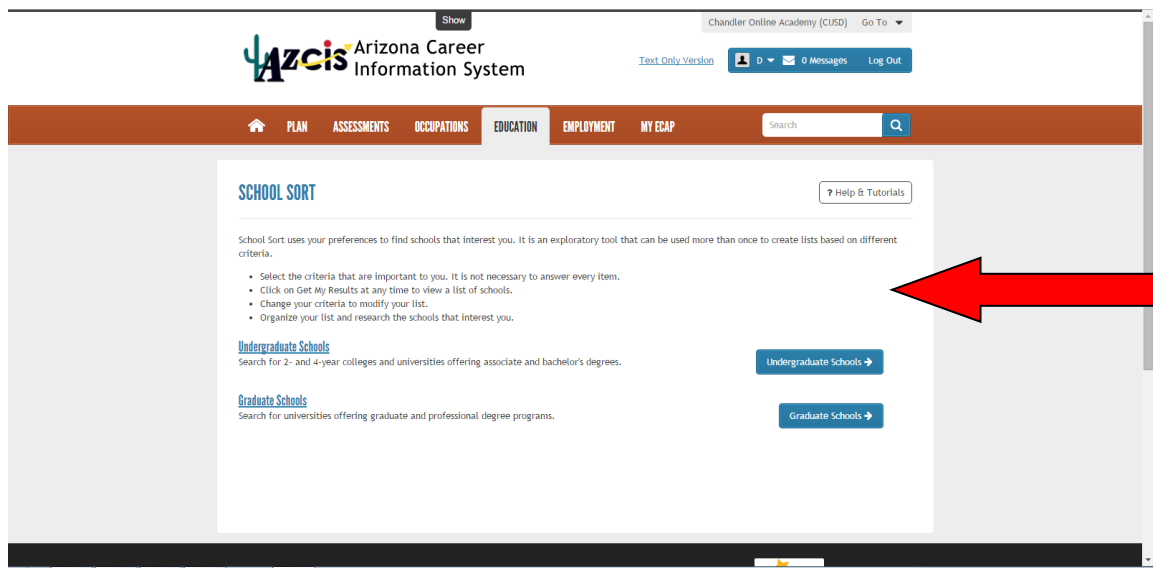 Show
Chandler Online Academy (CUSD) Go To
AZCis Arizona Career
Information System
Text Only Version
D
0 Messages
Log Out
PLAN
ASSESSMENTS
OCCUPATIONS
EDUCATION
EMPLOYMENT
MY ECAP
Search
SCHOOL SORT
? Help & Tutorials
School Sort uses your preferences to find schools that interest you. It is an exploratory tool that can be used more than once to create lists based on different
criteria.
• Select the criteria that are important to you. It is not necessary to answer every item.
• Click on Get My Results at any time to view a list of schools.
• Change your criteria to modify your list.
• Organize your list and research the schools that interest you.
Undergraduate Schools
Search for 2- and 4-year colleges and universities offering associate and bachelor's degrees.
Undergraduate Schools →
Graduate Schools
Search for universities offering graduate and professional degree programs.
Graduate Schools →